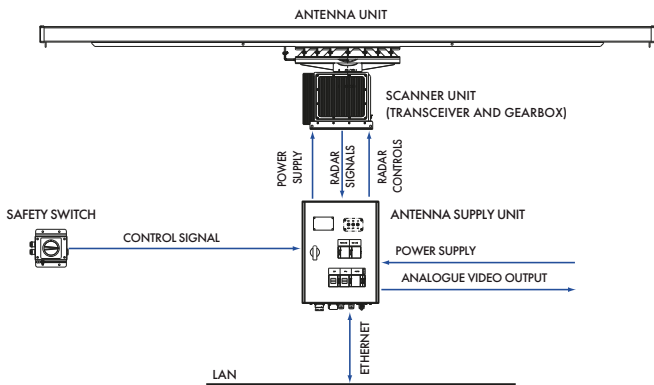 ANTENNA UNIT
SCANNER UNIT
(TRANSCEIVER AND GEARBOX)
POWER
SUPPLY
RADAR
SIGNALS
RADAR
CONTROLS
SAFETY SWITCH
ANTENNA SUPPLY UNIT
CONTROL SIGNAL
POWER SUPPLY
ANALOGUE VIDEO OUTPUT
ETHERNET
LAN